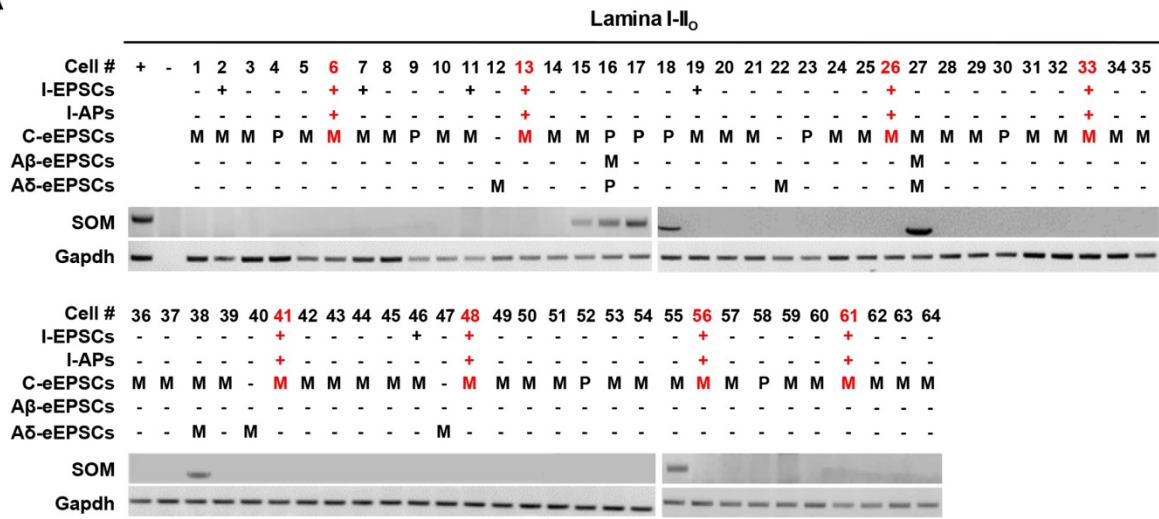 Lamina I-IIO
Cell # + - 1 2 3 4 5 6 7 8 9 10 11 12 13 14 15 16 17 18 19 20 21 22 23 24 25 26 27 28 29 30 31 32 33 34 35
I-EPSCs - + - - - + + - - - + - + - - - - - + - - - - - - + - - - - - - + - -
I-APs - - - - - + - - - - - - + - - - - - - - - - - - - + - - - - - - + - -
C-eEPSCs M M M P M M M M P M M - M M M P P P M M M - P M M M M M M P M M M M M
Aβ-eEPSCs - - - - - - - - - - - - - - - M - - - - - - - - - - M - - - - - - - -
Aδ-eEPSCs - - - - - - - - - - - M - - - P - - - - - M - - - - M - - - - - - - -
SOM
Gapdh
Cell # 36 37 38 39 40 41 42 43 44 45 46 47 48 49 50 51 52 53 54 55 56 57 58 59 60 61 62 63 64
I-EPSCs - - - - - + - - - - + - + - - - - - - - + - - - - + - - -
I-APs - - - - - + - - - - - - + - - - - - - - + - - - - + - - -
C-eEPSCs M M M M - M M M M M M - M M M M P M M M M M P M M M M M M
Aβ-eEPSCs - - - - - - - - - - - - - - - - - - - - - - - - - - - - -
Aδ-eEPSCs - - M - M - - - - - - M - - - - - - - - - - - - - - - - -
SOM
Gapdh